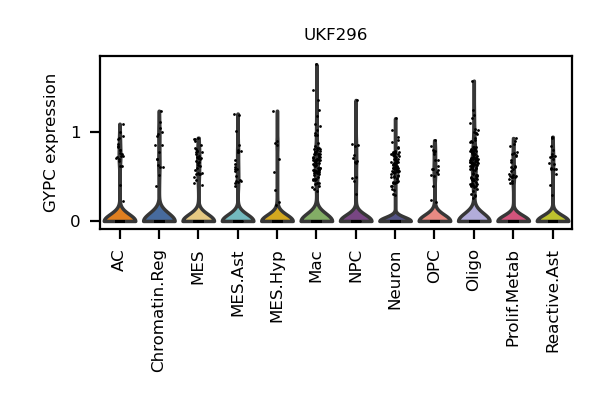 UKF296
GYPC expression
1
0
AC
Chromatin.Reg
MES
MES.Ast
MES.Hyp
Mac
NPC
Neuron
OPC
Oligo
Prolif.Metab
Reactive.Ast